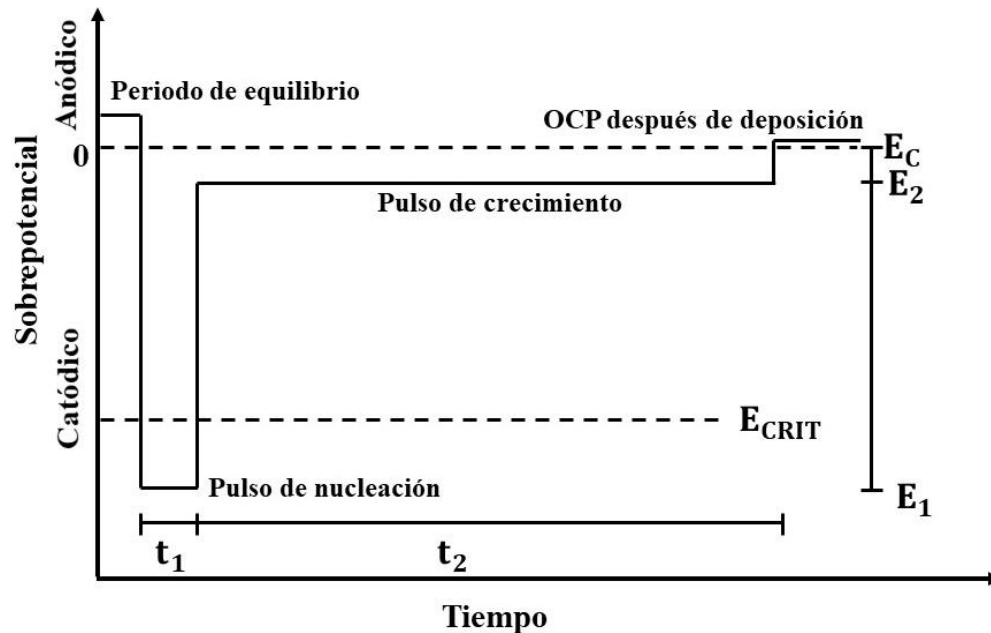 Anódico
Periodo de equilibrio
OCP después de deposición
Sobrepotencial
0
E_C
E_2
Pulso de crecimiento
Catódico
E_CRIT
Pulso de nucleación
E_1
t_1
t_2
Tiempo